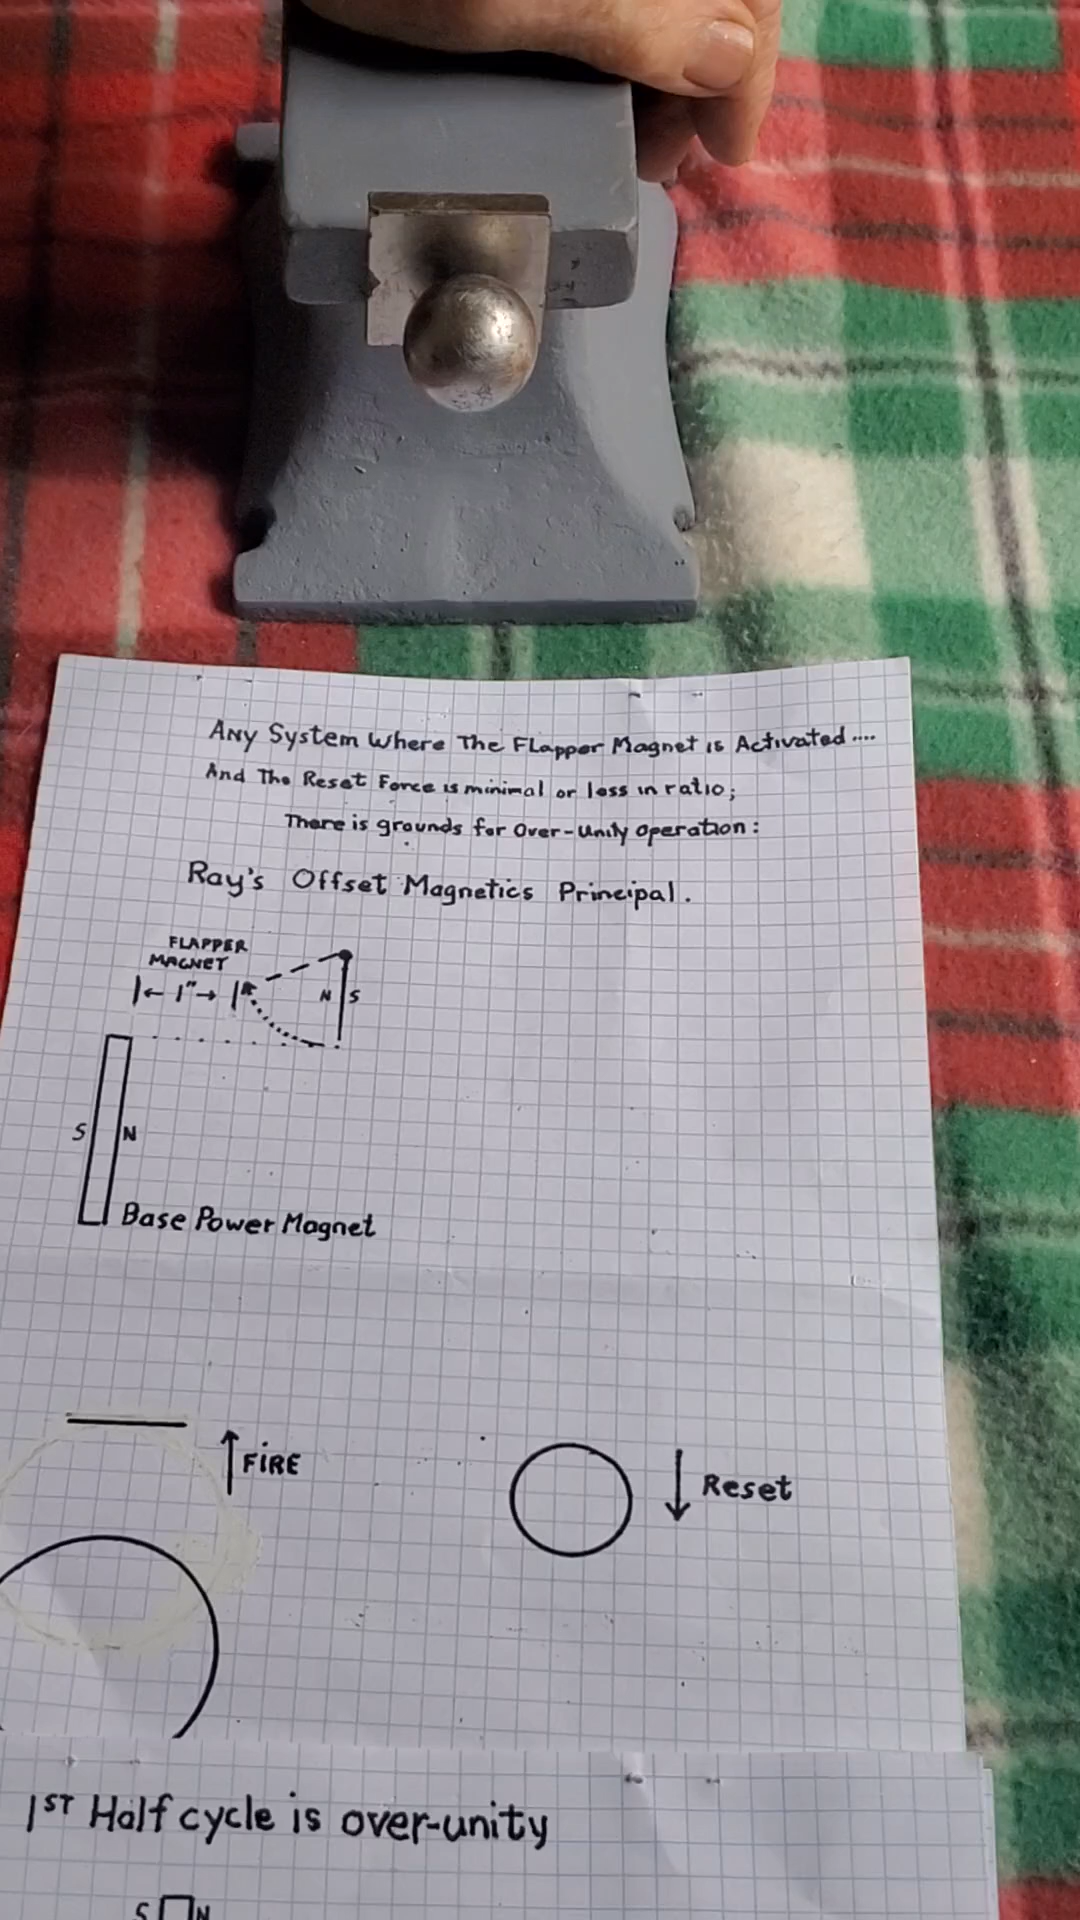 Any System Where The Flapper Magnet is Activated....
And The Reset Force is minimal or less in ratio;
There is grounds for Over-Unity Operation:
Ray's Offset Magnetics Principal.
FLAPPER
MAGNET
1"
N S
S N
Base Power Magnet
FIRE
Reset
1ST Half cycle is over-unity
S N